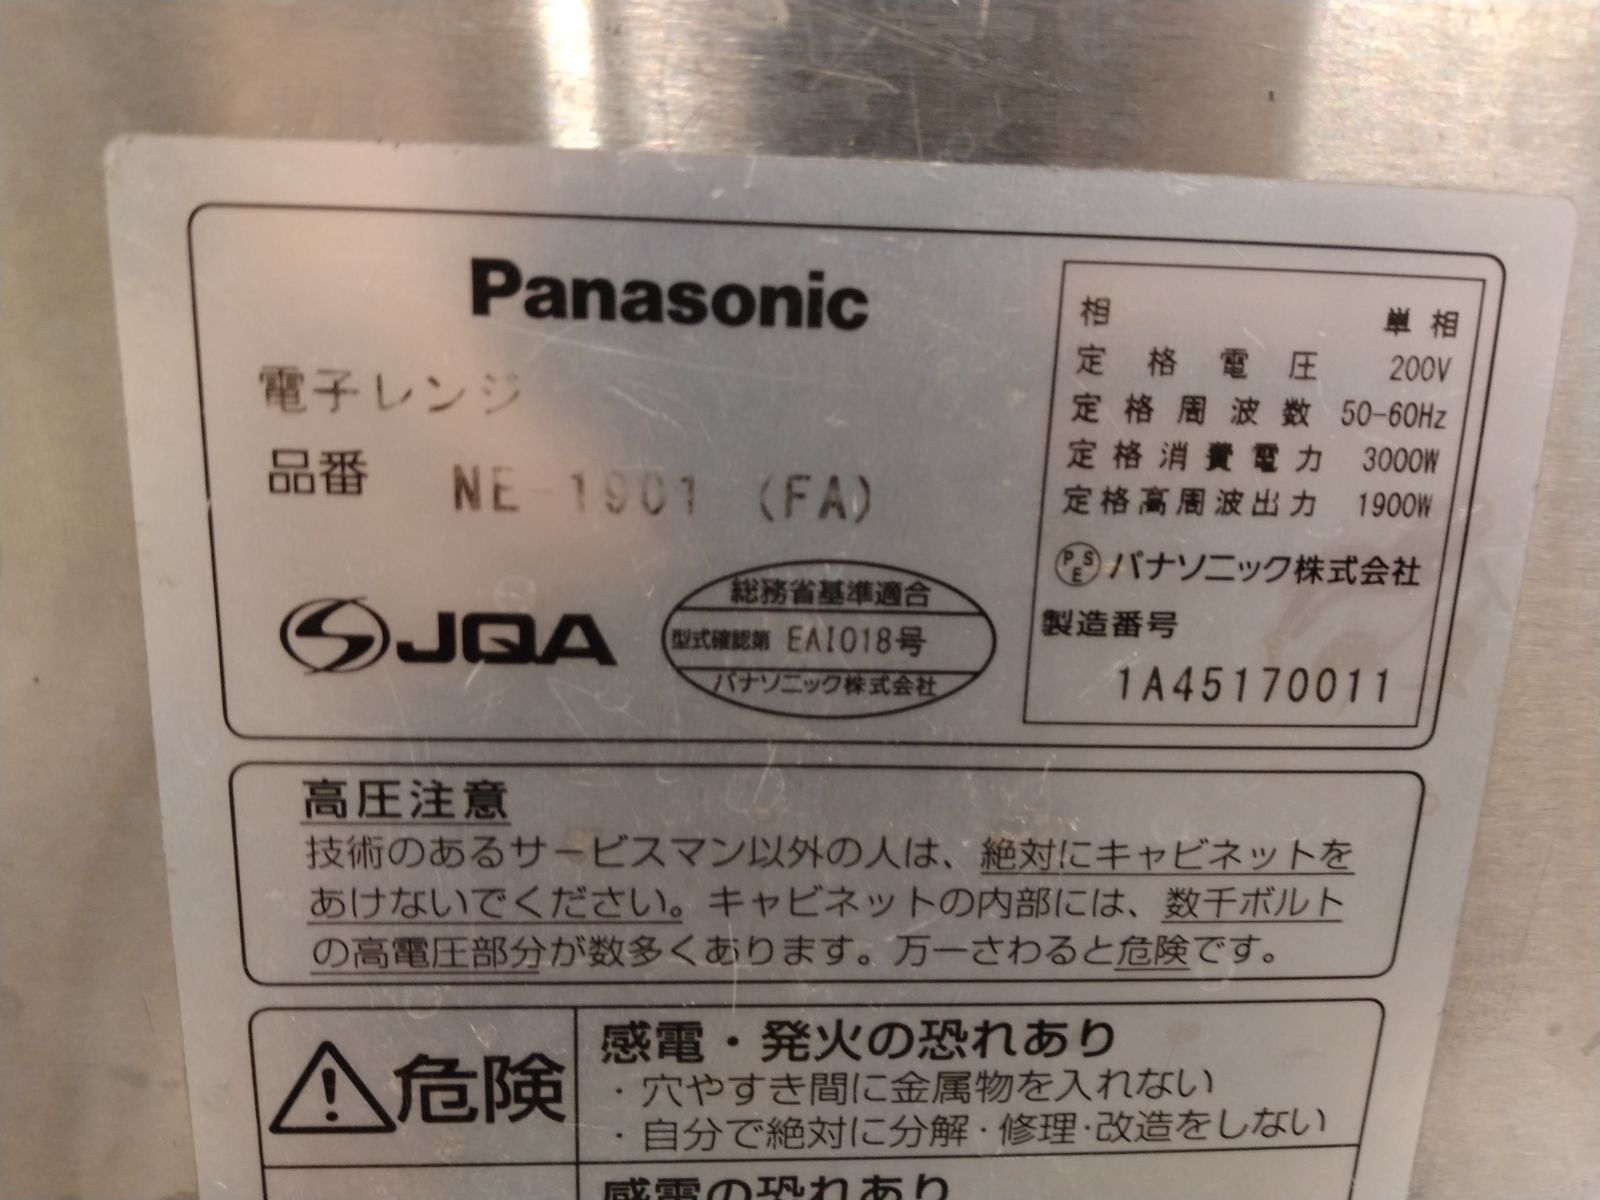 Panasonic
電子レンジ
品番 NE-1901 (FA)
JQA
総務省基準適合
型式確認第 EAI018号
パナソニック株式会社
相 単相
定格電圧 200V
定格周波数 50-60Hz
定格消費電力 3000W
定格高周波出力 1900W
PSE パナソニック株式会社
製造番号
1A45170011
高圧注意
技術のあるサービスマン以外の人は、絶対にキャビネットを
あけないでください。キャビネットの内部には、数千ボルト
の高電圧部分が数多くあります。万一さわると危険です。
危険
感電・発火の恐れあり
・穴やすき間に金属物を入れない
・自分で絶対に分解・修理・改造をしない
感電の恐れあり